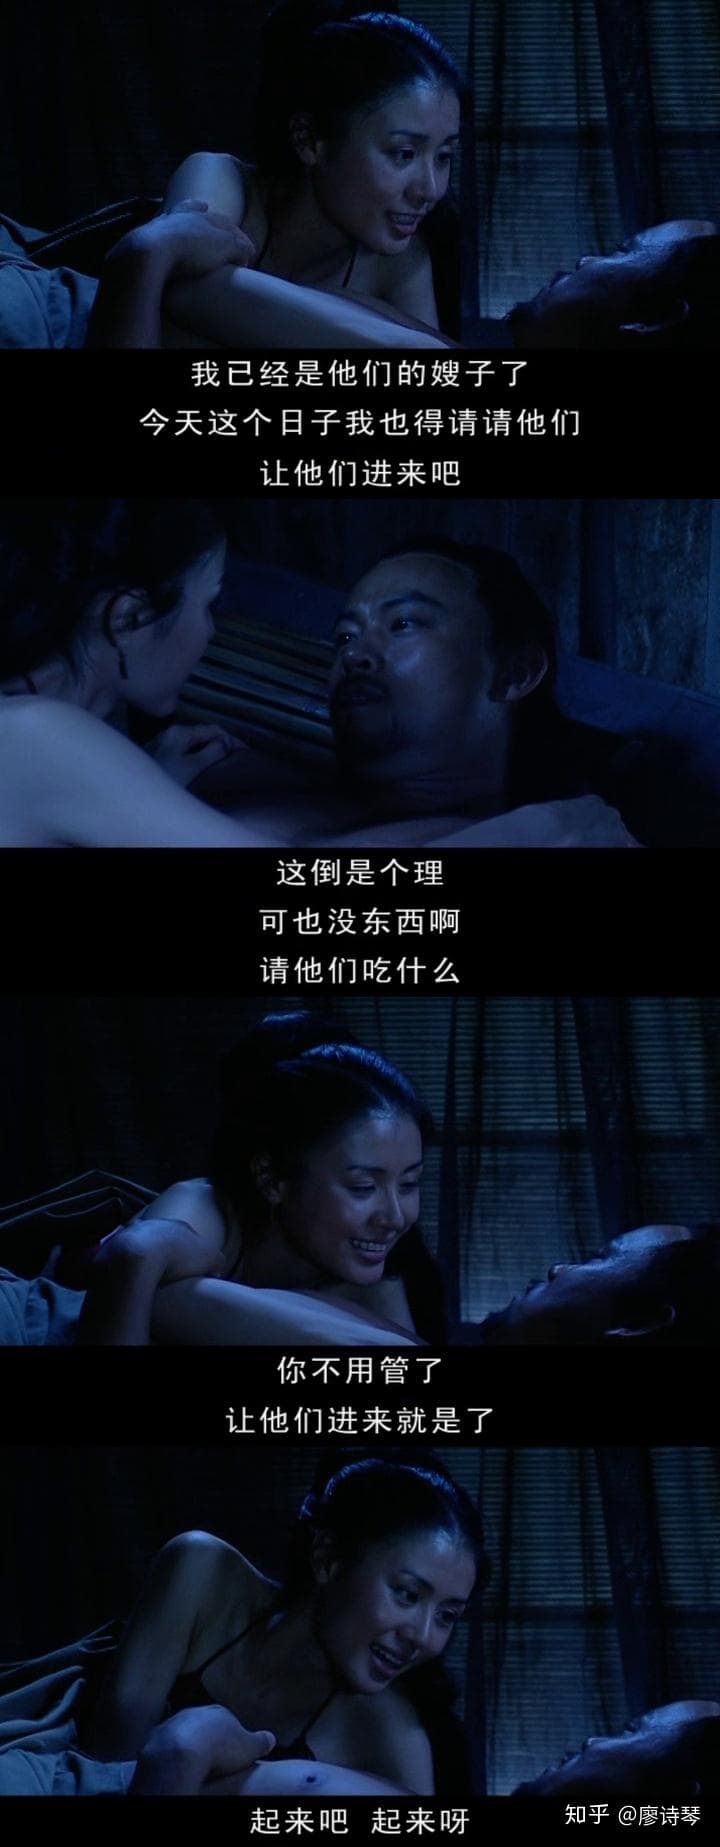 我已经是他们的嫂子了
今天这个日子我也得请请他们
让他们进来吧
这倒是个理
可也没东西啊
请他们吃什么
你不用管了
让他们进来就是了
起来吧 起来呀
知乎 @廖诗琴